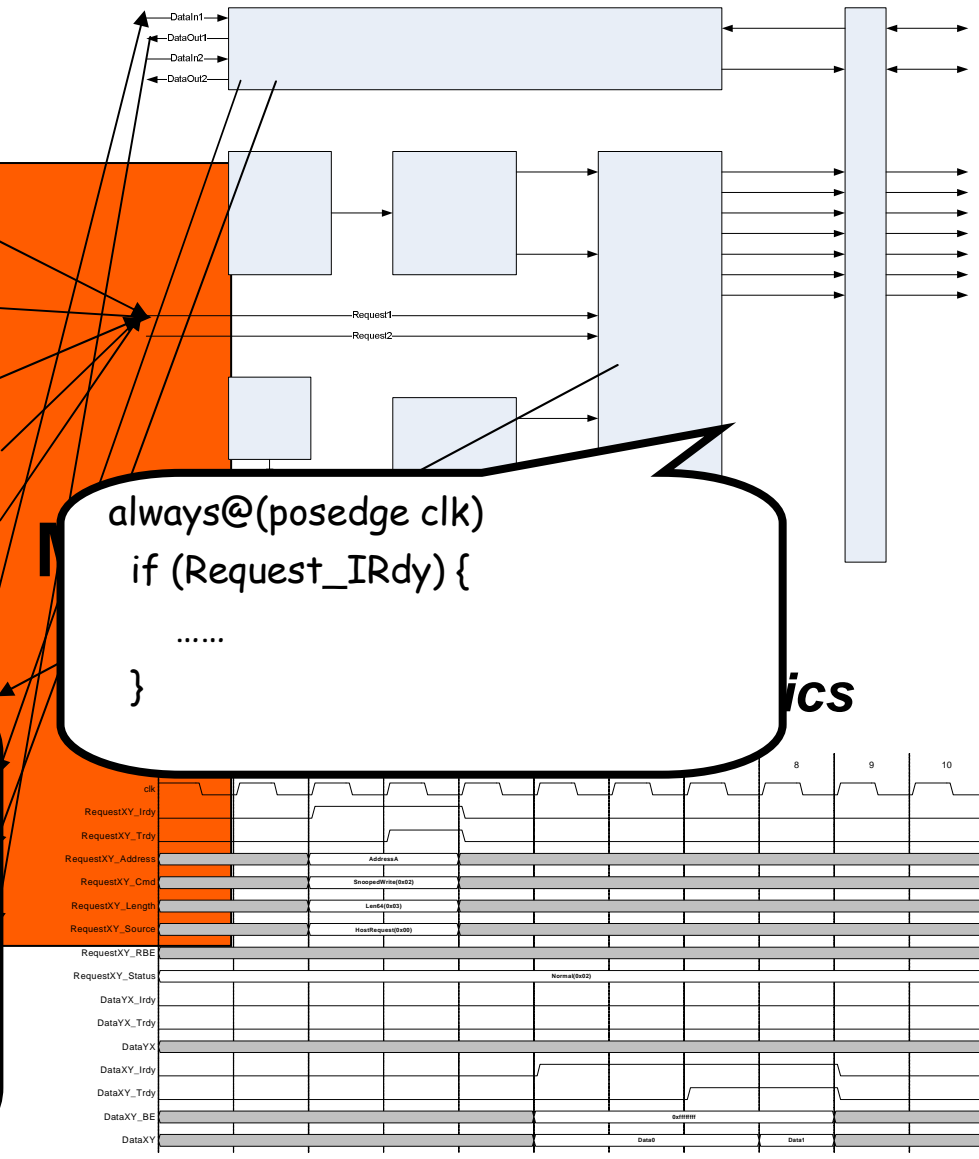 DataIn1
DataOut1
DataIn2
DataOut2
Request1
Request2
always@(posedge clk)
if (Request_IRdy) {
……
}
ics
8 9 10
clk
RequestXY_Irdy
RequestXY_Trdy
RequestXY_Address AddressA
RequestXY_Cmd SnoopedWrite(0x02)
RequestXY_Length Len64(0x03)
RequestXY_Source HostRequest(0x00)
RequestXY_RBE
RequestXY_Status Normal(0x02)
DataYX_Irdy
DataYX_Trdy
DataYX
DataXY_Irdy
DataXY_Trdy
DataXY_BE 0xffffffff
DataXY Data0 Data1